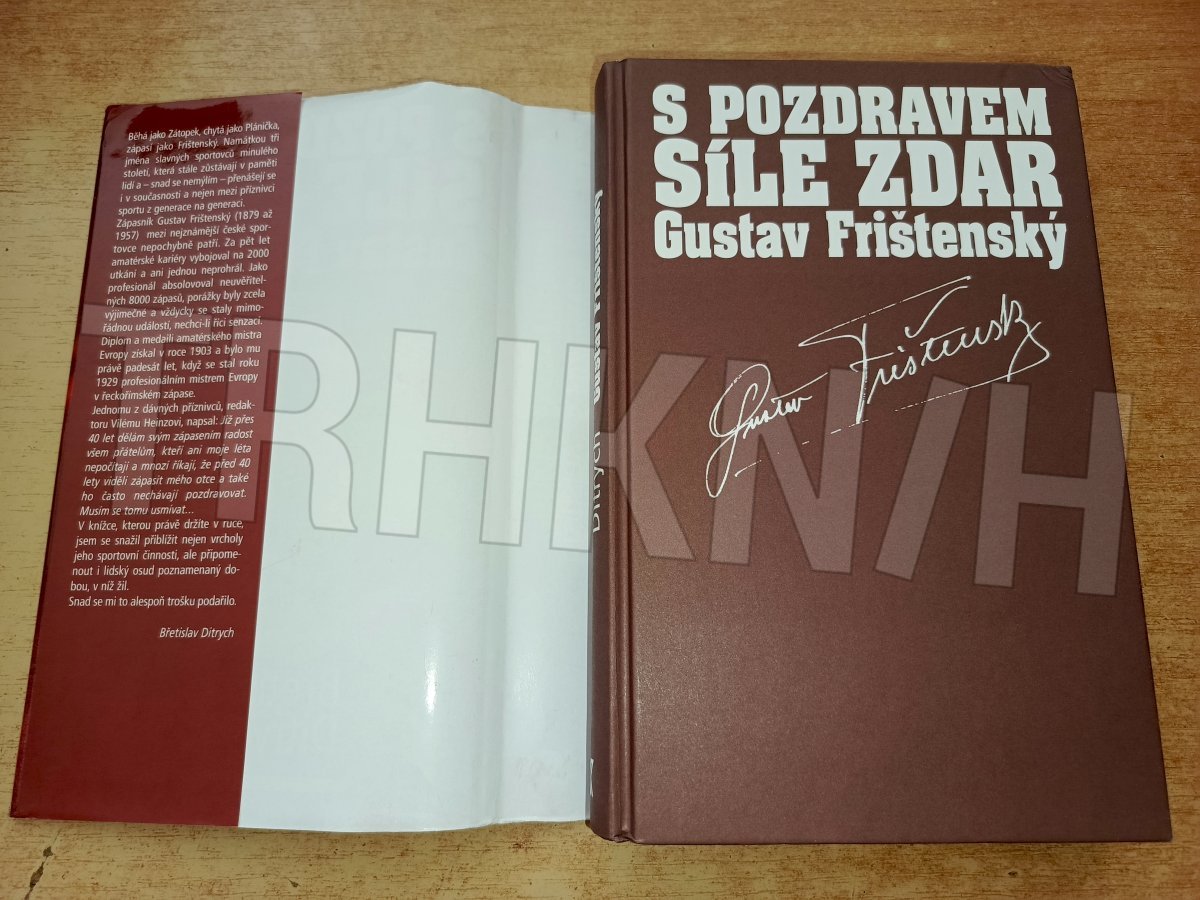 Běhá jako Zátopek, chytá jako Plánička,
zápasí jako Frištenský. Namátkou tři
jména slavných sportovců minulého
století, která stále zůstávají v paměti
lidí a – snad se nemýlím – přenášejí se
i v současnosti a nejen mezi příznivci
sportu z generace na generaci.
Zápasník Gustav Frištenský (1879 až
1957) mezi nejznámější české spor-
tovce nepochybně patří. Za pět let
amatérské kariéry vybojoval na 2000
utkání a ani jednou neprohrál. Jako
profesionál absolvoval neuvěřitel-
ných 8000 zápasů, porážky byly zcela
výjimečné a vždycky se staly mimo-
řádnou událostí, nechci-li říci senzací.
Diplom a medaili amatérského mistra
Evropy získal v roce 1903 a bylo mu
právě padesát let, když se stal roku
1929 profesionálním mistrem Evropy
v řeckořímském zápase.
Jednomu z dávných příznivců, redak-
toru Vilému Heinzovi, napsal: Již přes
40 let dělám svým zápasením radost
všem přátelům, kteří ani moje léta
nepočítají a mnozí říkají, že před 40
lety viděli zápasit mého otce a také
ho často nechávají pozdravovat.
Musím se tomu usmívat...
V knížce, kterou právě držíte v ruce,
jsem se snažil přiblížit nejen vrcholy
jeho sportovní činnosti, ale připome-
nout i lidský osud poznamenaný do-
bou, v níž žil.
Snad se mi to alespoň trošku podařilo.
Břetislav Ditrych
Ditrych Gustav Frištenský
S POZDRAVEM
SÍLE ZDAR
Gustav Frištenský
Gustav Frištenský
TRHKNIH